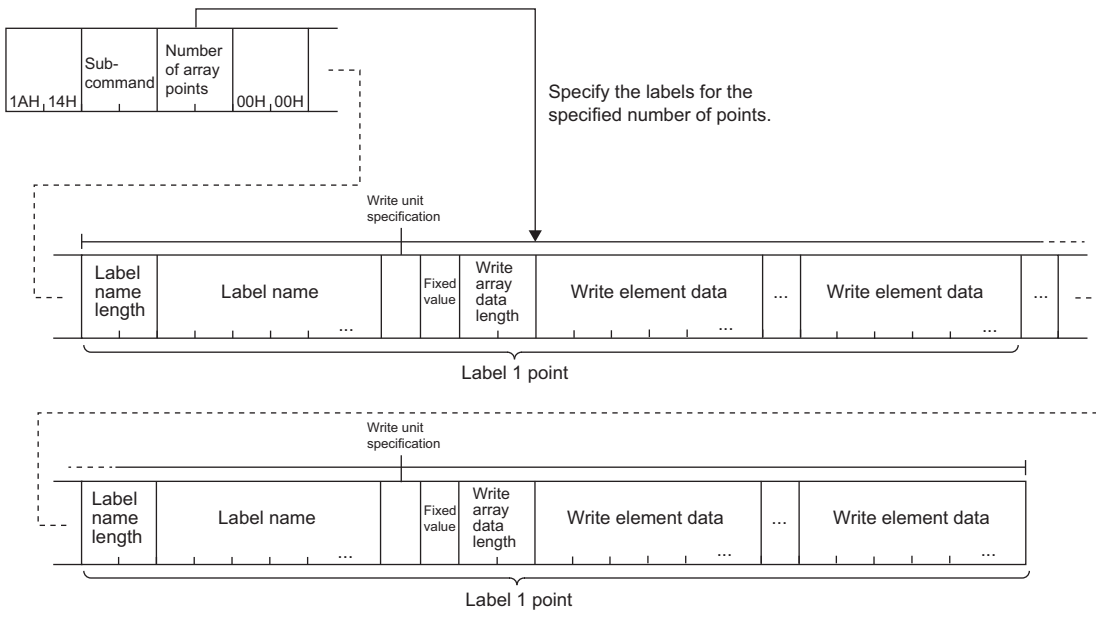 Sub-
command
Number
of array
points
1AH 14H
00H 00H
Specify the labels for the
specified number of points.
Write unit
specification
Label
name
length
Label name
...
Fixed
value
Write
array
data
length
Write element data
...
...
Write element data
...
...
Label 1 point
Write unit
specification
Label
name
length
Label name
...
Fixed
value
Write
array
data
length
Write element data
...
...
Write element data
...
Label 1 point